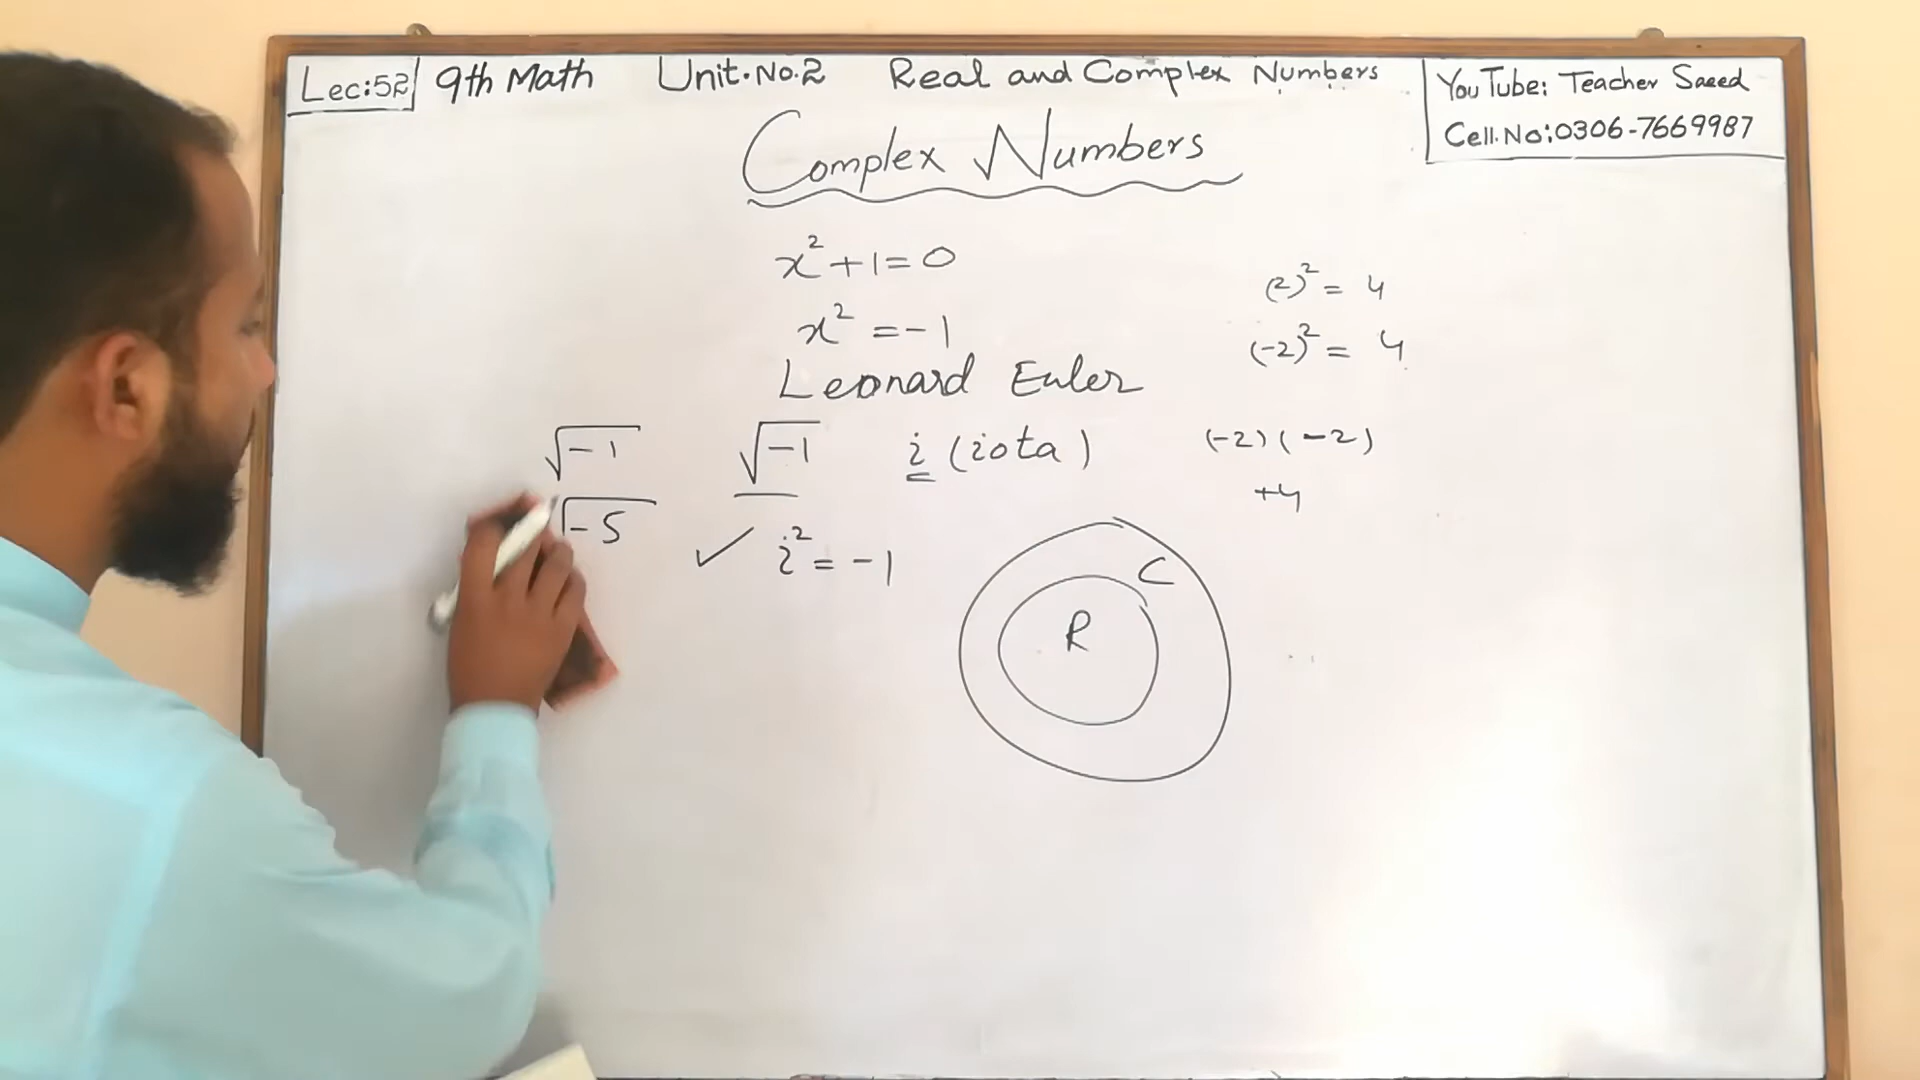 Lec:52 9th Math Unit.No.2 Real and Complex Numbers
YouTube: Teacher Saeed
Cell.No:0306-7669987
Complex Numbers
x²+1=0
x²=-1
Leonard Euler
(2)²= 4
(-2)²= 4
√-1 √-1 i (iota)
(-2)(-2)
+4
√-5
✓ i²=-1
C
R